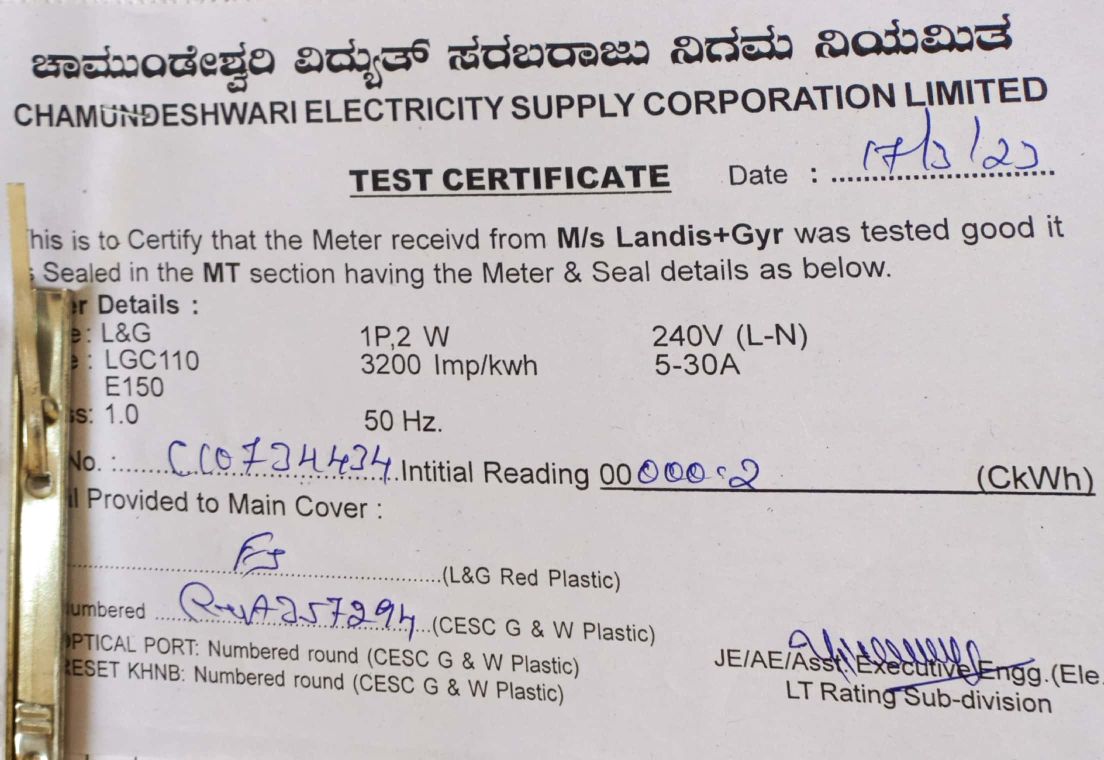 ಚಾಮುಂಡೇಶ್ವರಿ ವಿದ್ಯುತ್ ಸರಬರಾಜು ನಿಗಮ ನಿಯಮಿತ
CHAMUNDESHWARI ELECTRICITY SUPPLY CORPORATION LIMITED
TEST CERTIFICATE Date : 17/3/23
his is to Certify that the Meter receivd from M/s Landis+Gyr was tested good it
s Sealed in the MT section having the Meter & Seal details as below.
er Details :
e : L&G 1P,2 W 240V (L-N)
e : LGC110 3200 Imp/kwh 5-30A
E150
ss: 1.0 50 Hz.
No. : CC0734434 Intitial Reading 00000.2 (CkWh)
l Provided to Main Cover :
(L&G Red Plastic)
umbered (CESC G & W Plastic)
OPTICAL PORT: Numbered round (CESC G & W Plastic)
RESET KHNB: Numbered round (CESC G & W Plastic)
JE/AE/Asst. Executive Engg.(Ele.
LT Rating Sub-division